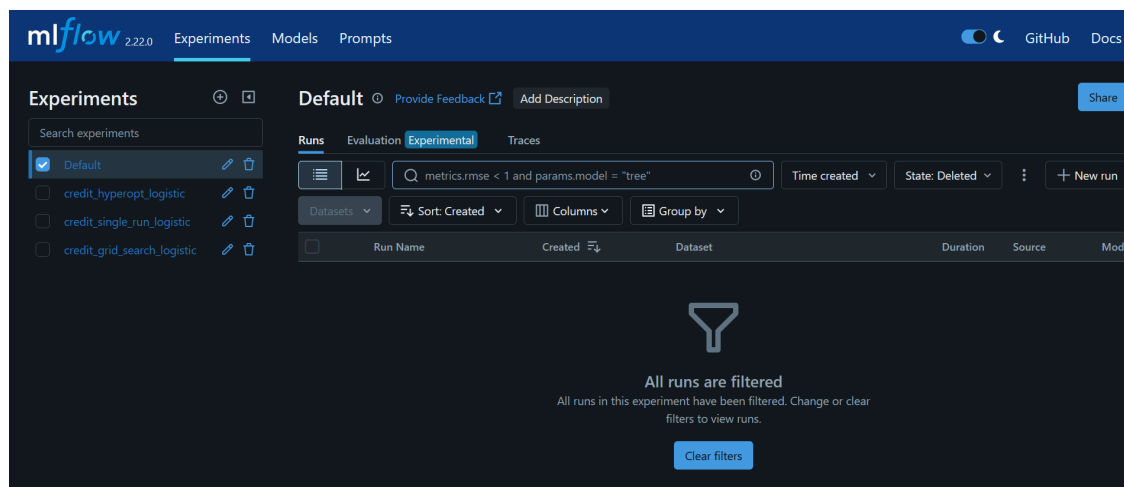 mlflow 2.22.0 Experiments Models Prompts GitHub Docs
Experiments
Search experiments
Default
credit_hyperopt_logistic
credit_single_run_logistic
credit_grid_search_logistic
Default Provide Feedback Add Description Share
Runs Evaluation Experimental Traces
metrics.rmse < 1 and params.model = "tree" Time created State: Deleted New run
Datasets Sort: Created Columns Group by
Run Name Created Dataset Duration Source Mod
All runs are filtered
All runs in this experiment have been filtered. Change or clear
filters to view runs.
Clear filters